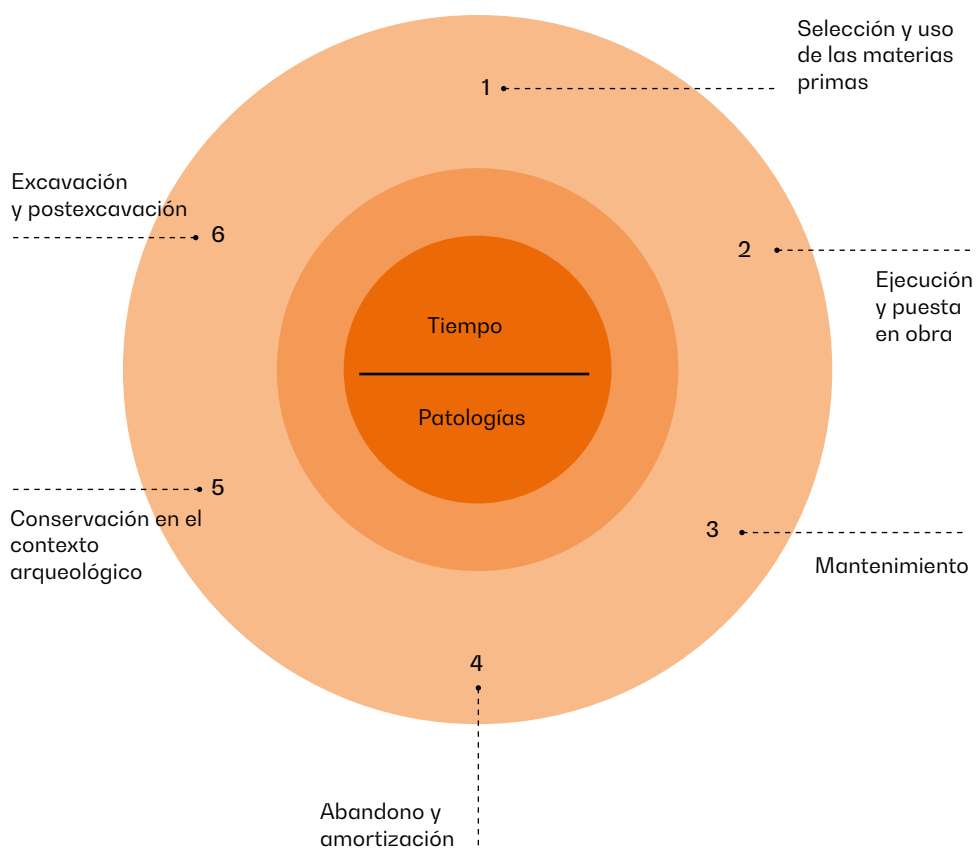 1
Selección y uso
de las materias
primas
2
Ejecución
y puesta
en obra
3
Mantenimiento
4
Abandono y
amortización
5
Conservación en el
contexto
arqueológico
6
Excavación
y postexcavación
Tiempo
Patologías